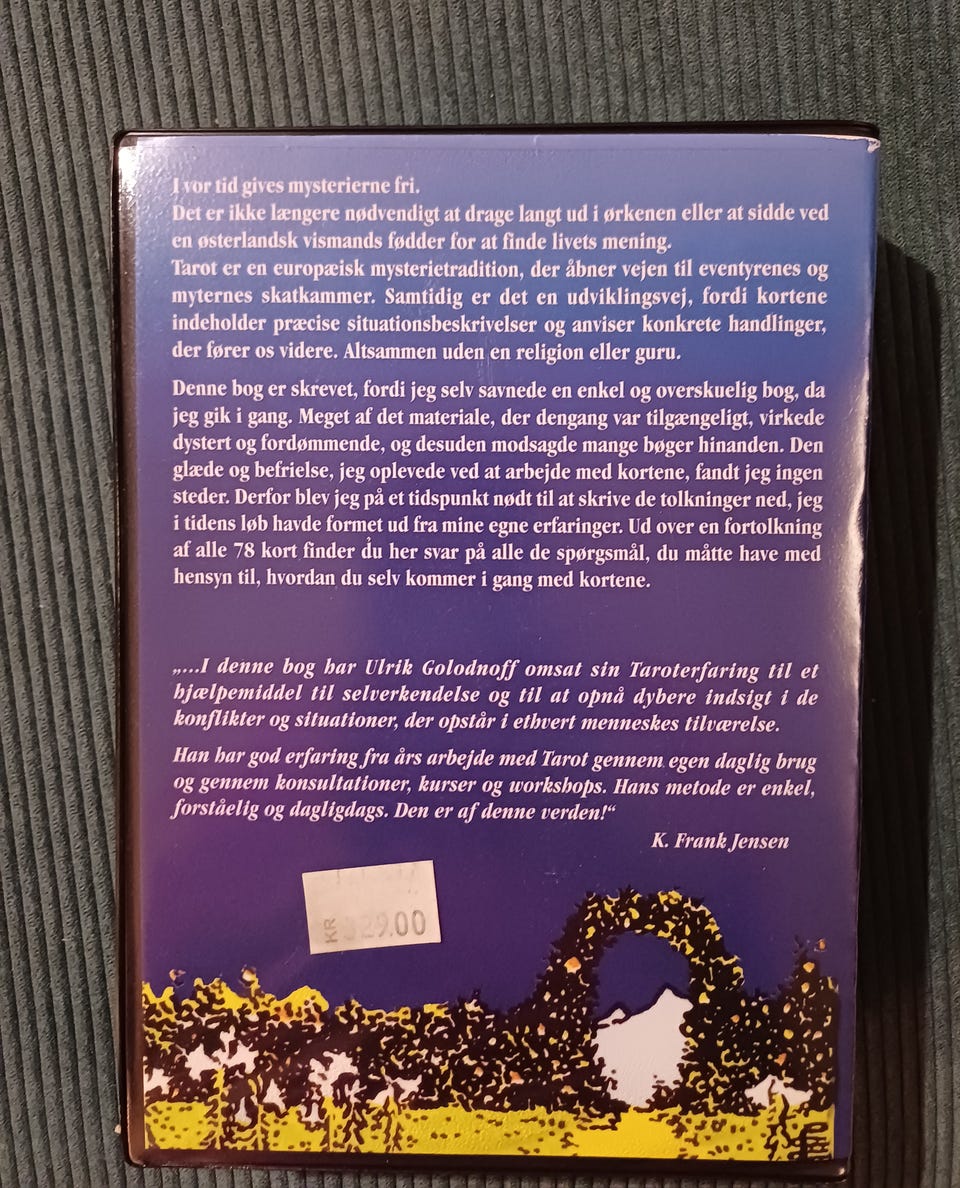 I vor tid gives mysterierne fri.
Det er ikke længere nødvendigt at drage langt ud i ørkenen eller at sidde ved
en østerlandsk vismands fødder for at finde livets mening.
Tarot er en europæisk mysterietradition, der åbner vejen til eventyrenes og
myternes skatkammer. Samtidig er det en udviklingsvej, fordi kortene
indeholder præcise situationsbeskrivelser og anviser konkrete handlinger,
der fører os videre. Altsammen uden en religion eller guru.
Denne bog er skrevet, fordi jeg selv savnede en enkel og overskuelig bog, da
jeg gik i gang. Meget af det materiale, der dengang var tilgængeligt, virkede
dystert og fordømmende, og desuden modsagde mange bøger hinanden. Den
glæde og befrielse, jeg oplevede ved at arbejde med kortene, fandt jeg ingen
steder. Derfor blev jeg på et tidspunkt nødt til at skrive de tolkninger ned, jeg
i tidens løb havde formet ud fra mine egne erfaringer. Ud over en fortolkning
af alle 78 kort finder du her svar på alle de spørgsmål, du måtte have med
hensyn til, hvordan du selv kommer i gang med kortene.
„...I denne bog har Ulrik Golodnoff omsat sin Taroterfaring til et
hjælpemiddel til selverkendelse og til at opnå dybere indsigt i de
konflikter og situationer, der opstår i ethvert menneskes tilværelse.
Han har god erfaring fra års arbejde med Tarot gennem egen daglig brug
og gennem konsultationer, kurser og workshops. Hans metode er enkel,
forståelig og dagligdags. Den er af denne verden!“
K. Frank Jensen
KR 329.00